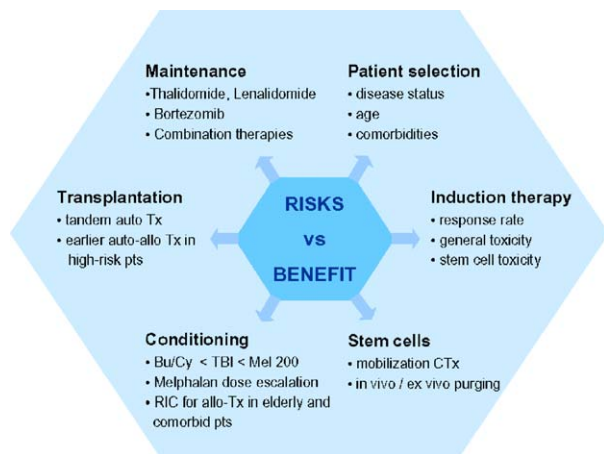 Maintenance
•Thalidomide, Lenalidomide
• Bortezomib
• Combination therapies
Patient selection
• disease status
• age
• comorbidities
Transplantation
• tandem auto Tx
• earlier auto-allo Tx in
high-risk pts
RISKS
vs
BENEFIT
Induction therapy
• response rate
• general toxicity
• stem cell toxicity
Conditioning
• Bu/Cy < TBI < Mel 200
• Melphalan dose escalation
• RIC for allo-Tx in elderly and
comorbid pts
Stem cells
• mobilization CTx
• in vivo / ex vivo purging